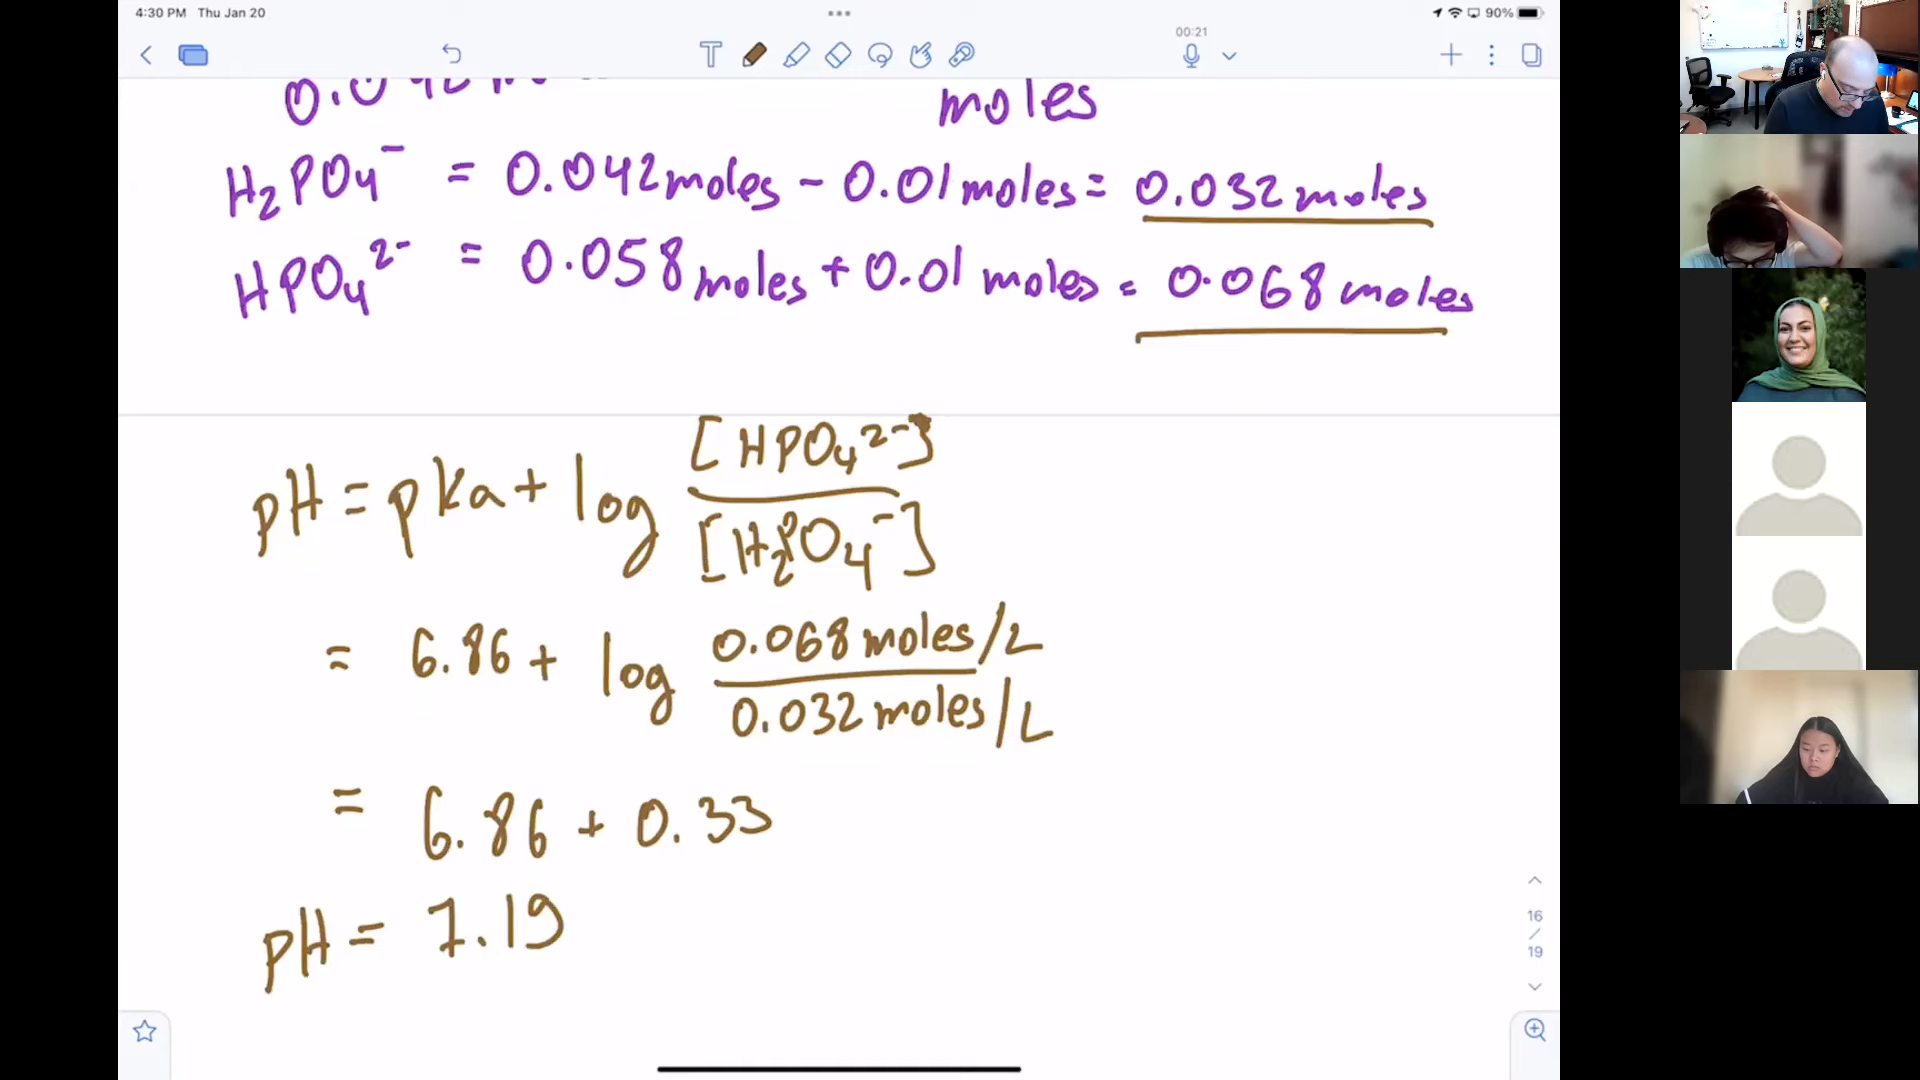 4:30 PM Thu Jan 20
90%
00:21
moles
H₂PO₄⁻ = 0.042 moles - 0.01 moles = 0.032 moles
HPO₄²⁻ = 0.058 moles + 0.01 moles = 0.068 moles
pH = pka + log [HPO₄²⁻] / [H₂PO₄⁻]
= 6.86 + log 0.068 moles/L / 0.032 moles/L
= 6.86 + 0.33
pH = 7.19
16
/
19